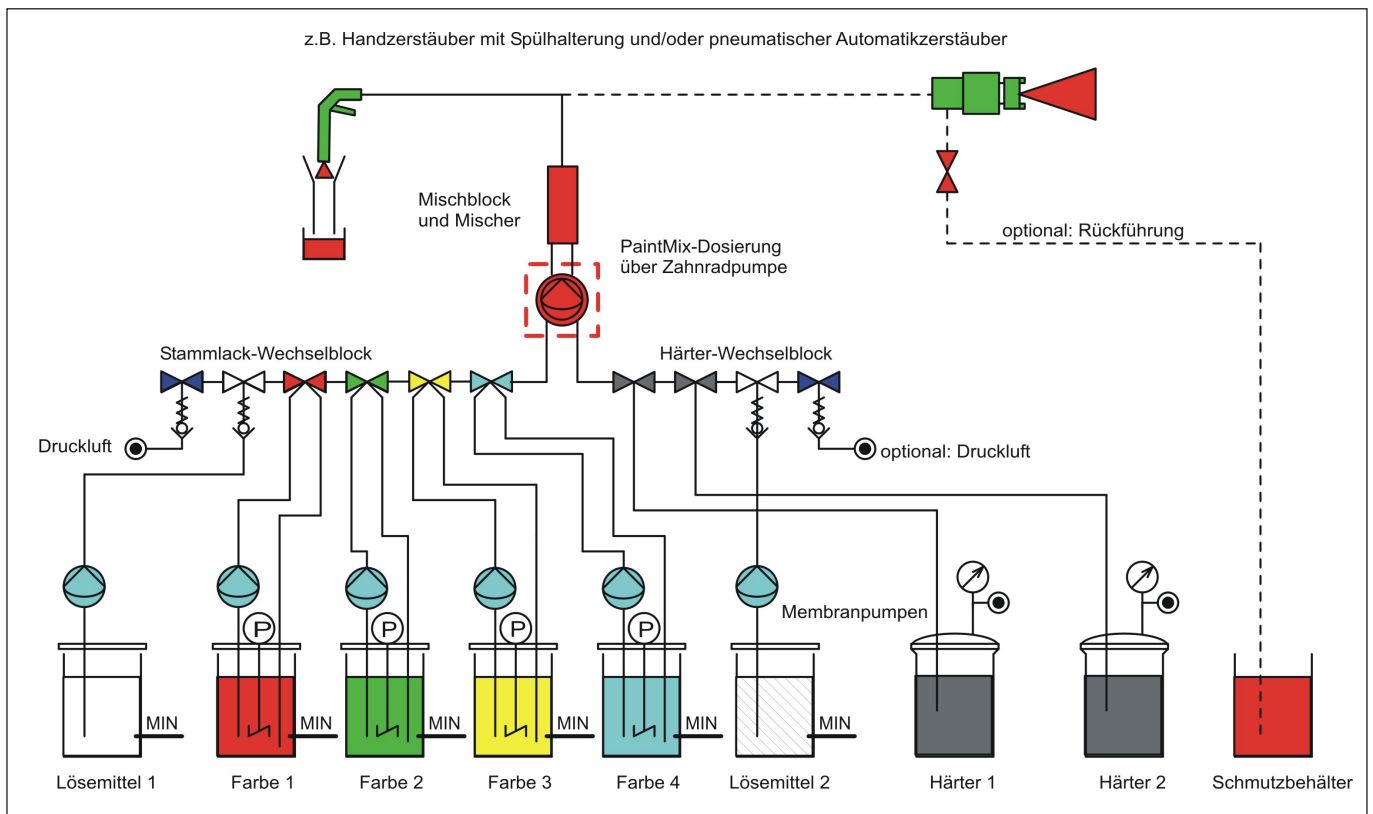 z.B. Handzerstäuber mit Spülhalterung und/oder pneumatischer Automatikzerstäuber
Mischblock
und Mischer
PaintMix-Dosierung
über Zahnradpumpe
optional: Rückführung
Stammlack-Wechselblock
Härter-Wechselblock
Druckluft
optional: Druckluft
Membranpumpen
P
P
P
P
MIN
MIN
MIN
MIN
MIN
MIN
Lösemittel 1
Farbe 1
Farbe 2
Farbe 3
Farbe 4
Lösemittel 2
Härter 1
Härter 2
Schmutzbehälter